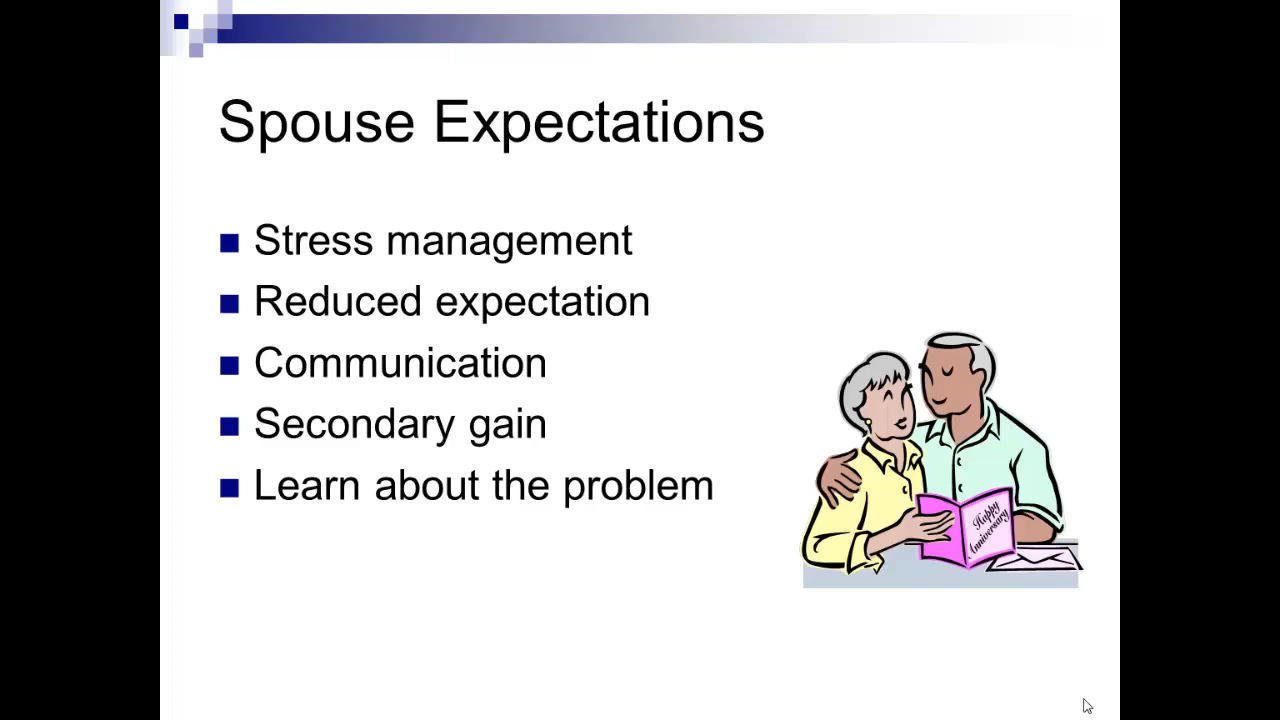 Spouse Expectations
Stress management
Reduced expectation
Communication
Secondary gain
Learn about the problem
Happy
Anniversary